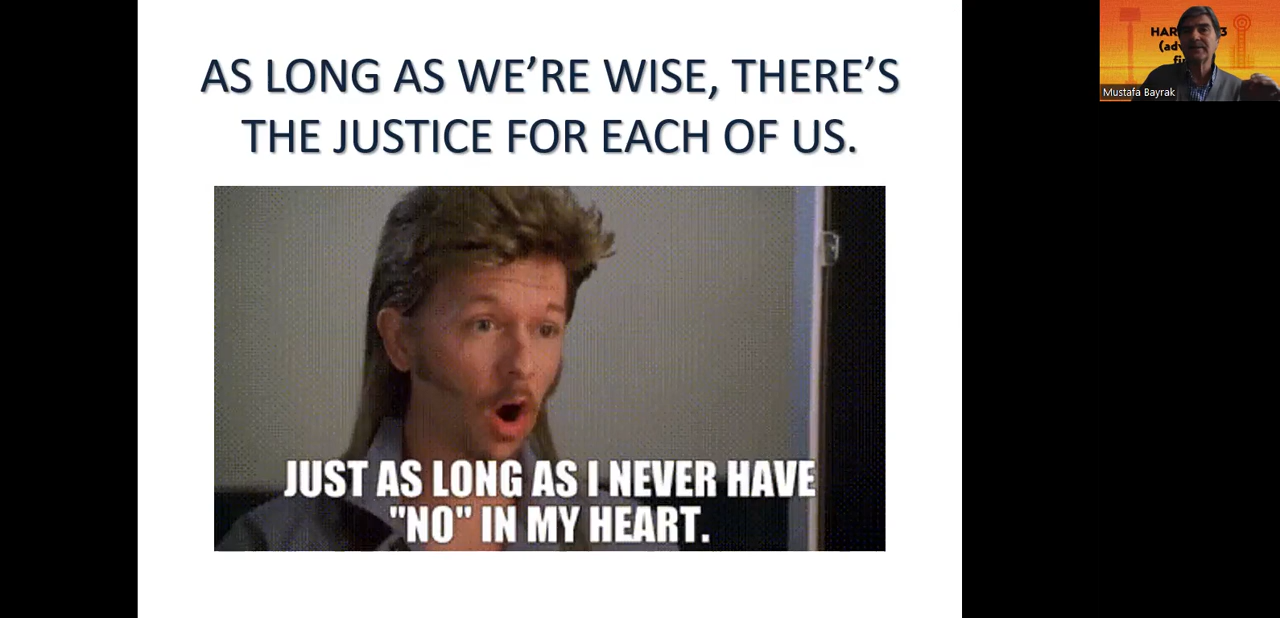 AS LONG AS WE’RE WISE, THERE’S
THE JUSTICE FOR EACH OF US.
JUST AS LONG AS I NEVER HAVE
"NO" IN MY HEART.
Mustafa Bayrak